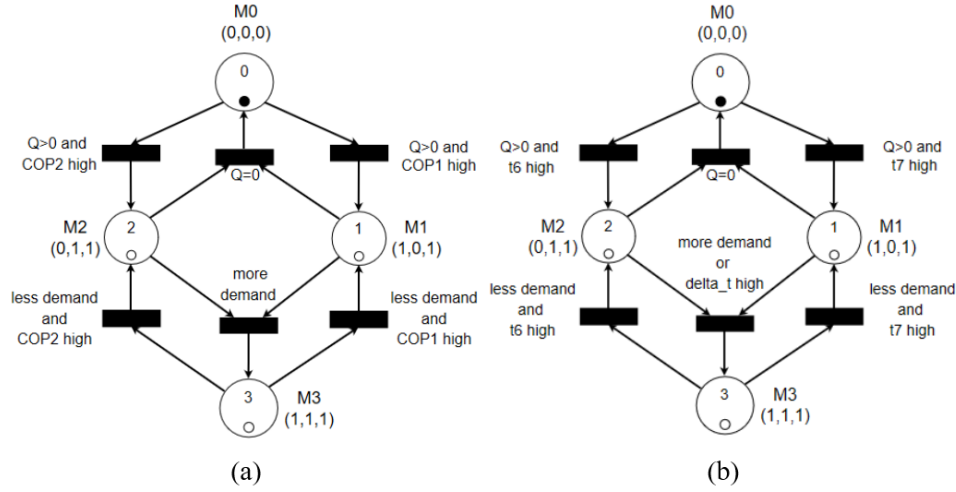 M0
(0,0,0)
0
Q>0 and
COP2 high
Q>0 and
COP1 high
Q=0
M2
(0,1,1)
2
1
M1
(1,0,1)
more
demand
less demand
and
COP2 high
less demand
and
COP1 high
3
M3
(1,1,1)
(a)
M0
(0,0,0)
0
Q>0 and
t6 high
Q>0 and
t7 high
Q=0
M2
(0,1,1)
2
1
M1
(1,0,1)
more demand
or
delta_t high
less demand
and
t6 high
less demand
and
t7 high
3
M3
(1,1,1)
(b)